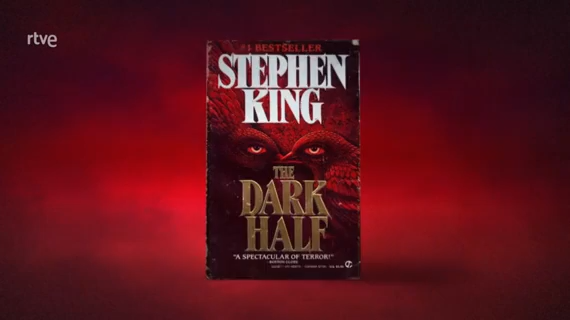 rtve
#1 BESTSELLER
STEPHEN
KING
THE
DARK
HALF
"A SPECTACULAR OF TERROR!"